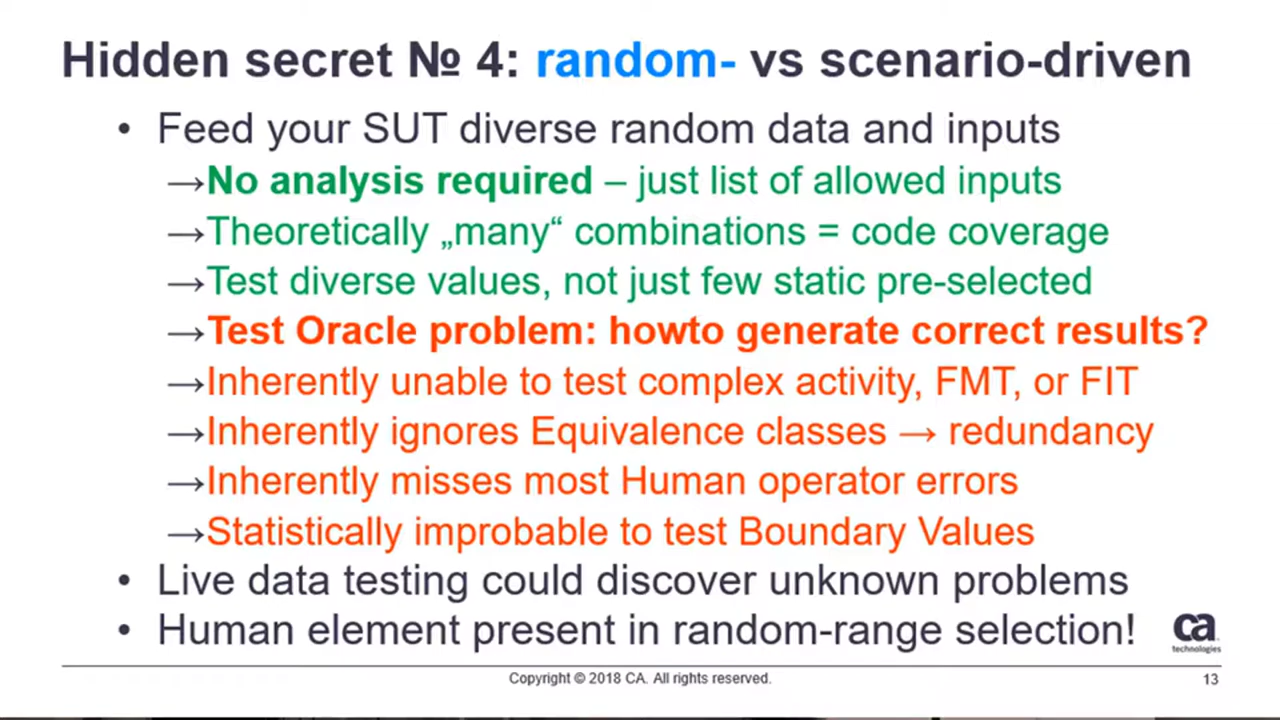 Hidden secret № 4: random- vs scenario-driven
• Feed your SUT diverse random data and inputs
→No analysis required – just list of allowed inputs
→Theoretically „many“ combinations = code coverage
→Test diverse values, not just few static pre-selected
→Test Oracle problem: howto generate correct results?
→Inherently unable to test complex activity, FMT, or FIT
→Inherently ignores Equivalence classes → redundancy
→Inherently misses most Human operator errors
→Statistically improbable to test Boundary Values
• Live data testing could discover unknown problems
• Human element present in random-range selection!
ca
technologies
Copyright © 2018 CA. All rights reserved.
13